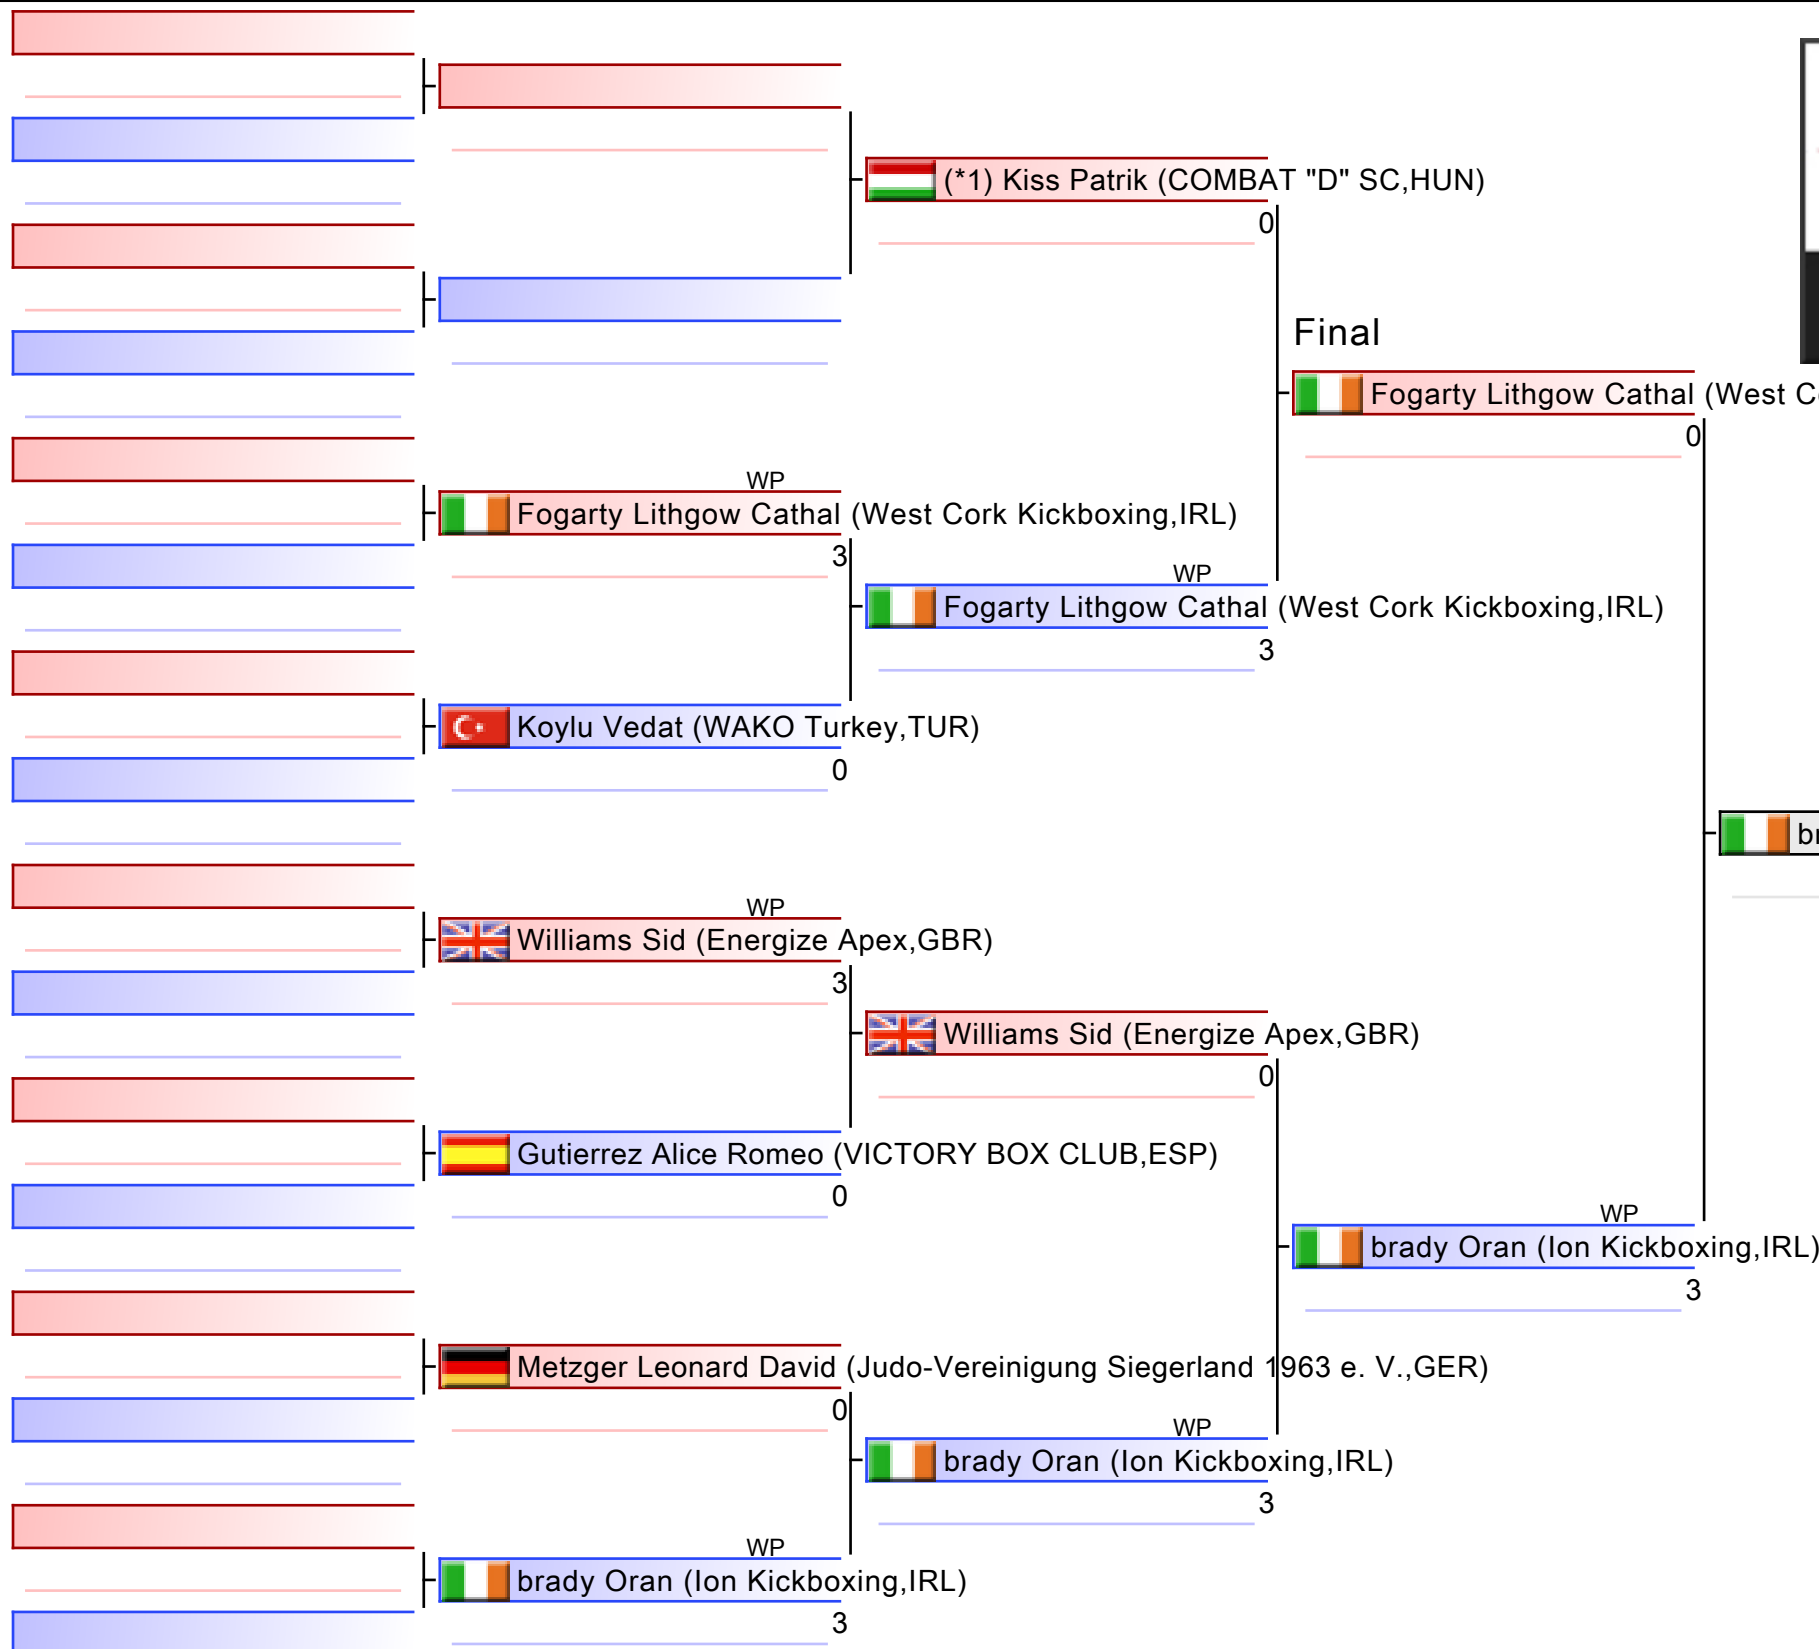 (*1) Kiss Patrik (COMBAT "D" SC,HUN)
0
Final
Fogarty Lithgow Cathal (West
0
WP
Fogarty Lithgow Cathal (West Cork Kickboxing,IRL)
3
WP
Fogarty Lithgow Cathal (West Cork Kickboxing,IRL)
3
Koylu Vedat (WAKO Turkey,TUR)
0
WP
Williams Sid (Energize Apex,GBR)
3
Williams Sid (Energize Apex,GBR)
0
Gutierrez Alice Romeo (VICTORY BOX CLUB,ESP)
0
WP
brady Oran (Ion Kickboxing,IRL)
3
Metzger Leonard David (Judo-Vereinigung Siegerland 1963 e. V.,GER)
0
WP
brady Oran (Ion Kickboxing,IRL)
3
WP
brady Oran (Ion Kickboxing,IRL)
3